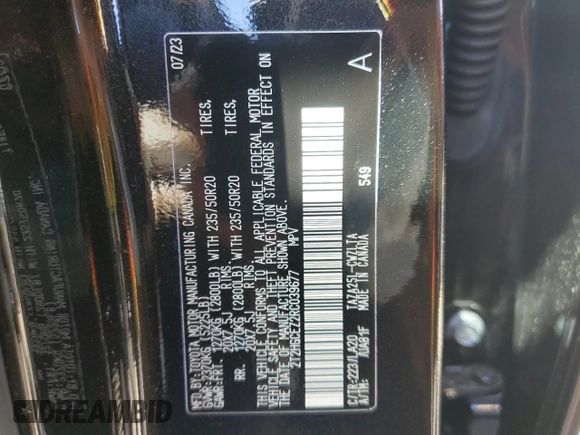 MFD.BY:TOYOTA MOTOR MANUFACTURING CANADA INC. 07/23
GVWR:2370KG (5225LB)
GAWR:FRT. 1270KG (2800LB) WITH 235/50R20 TIRES,
20X7.5J RIMS
RR. 1270KG (2800LB) WITH 235/50R20 TIRES,
20X7.5J RIMS
THIS VEHICLE CONFORMS TO ALL APPLICABLE FEDERAL MOTOR
VEHICLE SAFETY AND THEFT PREVENTION STANDARDS IN EFFECT ON
THE DATE OF MANUFACTURE SHOWN ABOVE.
MPV
C/TR:223/LA20 TAZA25L-CWZLTA 549 A
A/TM: MADE IN CANADA
DREAMBID